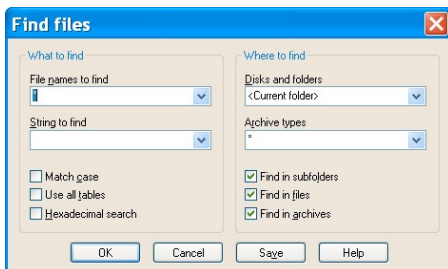 Find files
What to find
File names to find
*
String to find
Match case
Use all tables
Hexadecimal search
Where to find
Disks and folders
<Current folder>
Archive types
*
Find in subfolders
Find in files
Find in archives
OK Cancel Save Help